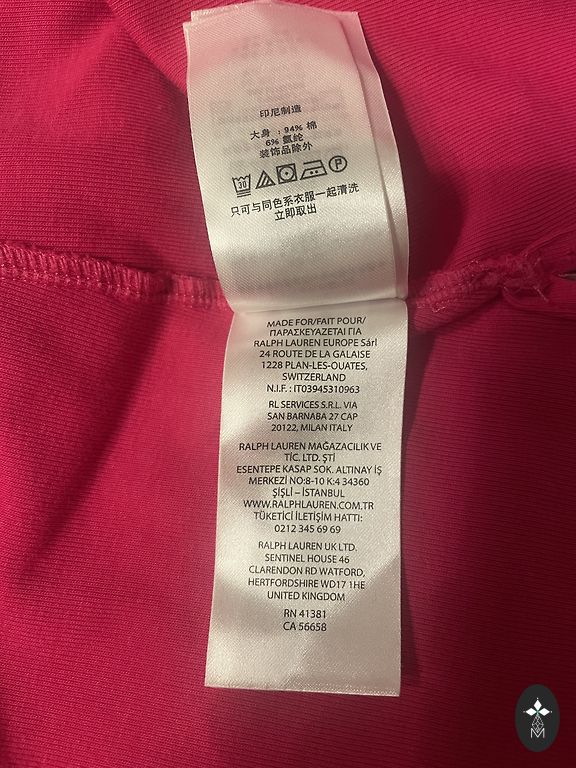 印尼制造
大身 : 94% 棉
6% 氨纶
装饰品除外
30
P
只可与同色系衣服一起清洗
立即取出
MADE FOR/FAIT POUR/
ΠΑΡΑΣΚΕΥΑΖΕΤΑΙ ΓΙΑ
RALPH LAUREN EUROPE Sárl
24 ROUTE DE LA GALAISE
1228 PLAN-LES-OUATES,
SWITZERLAND
N.I.F. : IT03945310963
RL SERVICES S.R.L. VIA
SAN BARNABA 27 CAP
20122, MILAN ITALY
RALPH LAUREN MAĞAZACILIK VE
TİC. LTD. ŞTİ
ESENTEPE KASAP SOK. ALTINAY İŞ
MERKEZİ NO:8-10 K:4 34360
ŞİŞLİ – İSTANBUL
WWW.RALPHLAUREN.COM.TR
TÜKETİCİ İLETİŞİM HATTI:
0212 345 69 69
RALPH LAUREN UK LTD.
SENTINEL HOUSE 46
CLARENDON RD WATFORD,
HERTFORDSHIRE WD17 1HE
UNITED KINGDOM
RN 41381
CA 56658
M